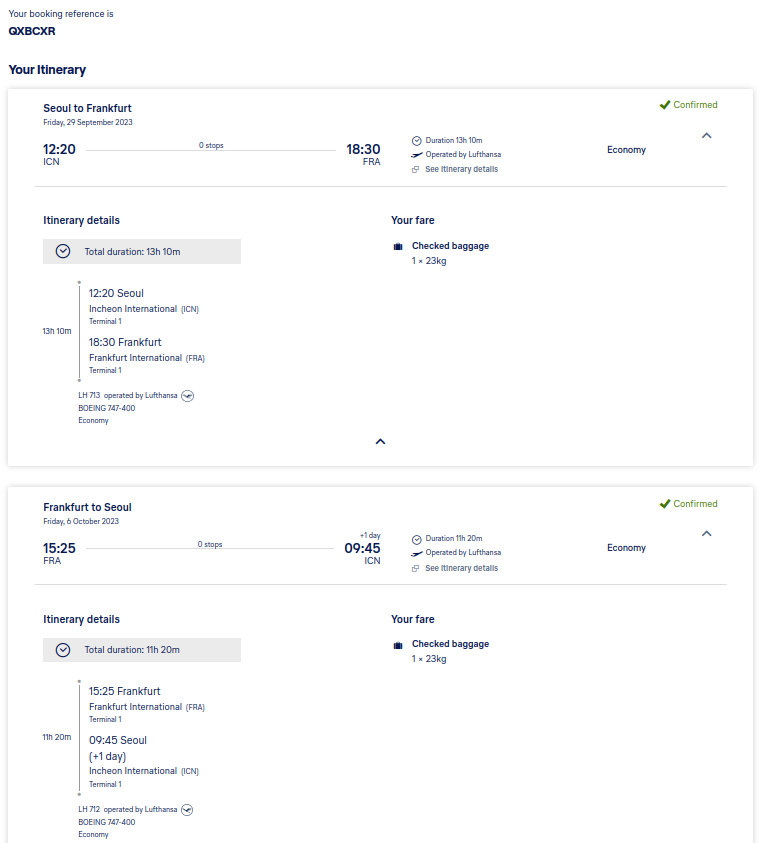 Your booking reference is
QXBCXR
Your Itinerary
Seoul to Frankfurt
Confirmed
Friday, 29 September 2023
12:20
0 stops
18:30
ICN
FRA
Duration 13h 10m
Operated by Lufthansa
See itinerary details
Economy
Itinerary details
Total duration: 13h 10m
Your fare
Checked baggage
1 × 23kg
13h 10m
12:20 Seoul
Incheon International (ICN)
Terminal 1
18:30 Frankfurt
Frankfurt International (FRA)
Terminal 1
LH 713 operated by Lufthansa
BOEING 747-400
Economy
Frankfurt to Seoul
Confirmed
Friday, 6 October 2023
15:25
0 stops
+1 day
09:45
FRA
ICN
Duration 11h 20m
Operated by Lufthansa
See itinerary details
Economy
Itinerary details
Total duration: 11h 20m
Your fare
Checked baggage
1 × 23kg
11h 20m
15:25 Frankfurt
Frankfurt International (FRA)
Terminal 1
09:45 Seoul
(+1 day)
Incheon International (ICN)
Terminal 1
LH 712 operated by Lufthansa
BOEING 747-400
Economy